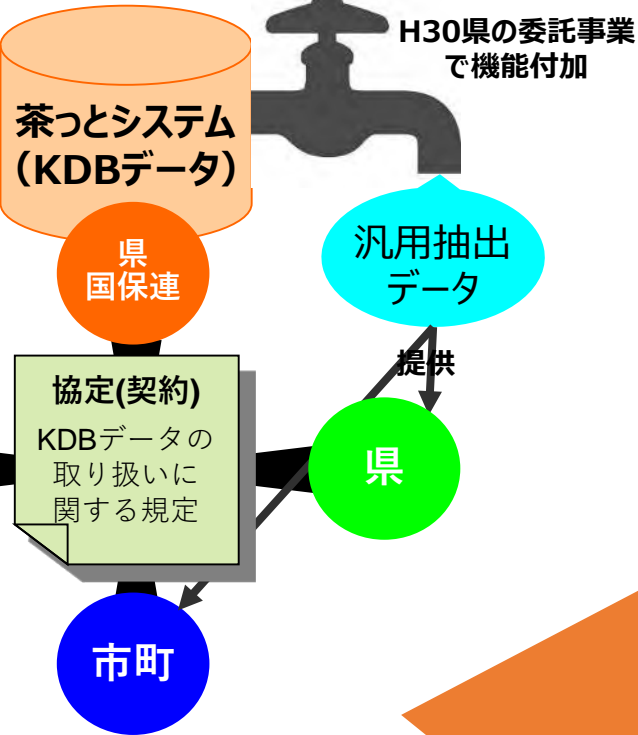 H30県の委託事業
で機能付加
茶っとシステム
（KDBデータ）
県
国保連
汎用抽出
データ
提供
協定(契約)
KDBデータの
取り扱いに
関する規定
県
市町